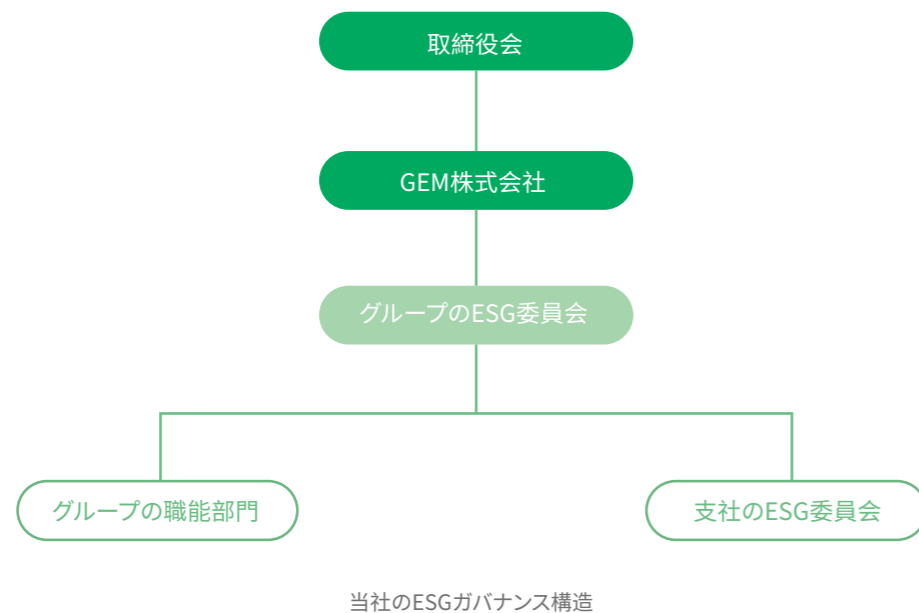 取締役会
GEM株式会社
グループのESG委員会
グループの職能部門
支社のESG委員会
当社のESGガバナンス構造